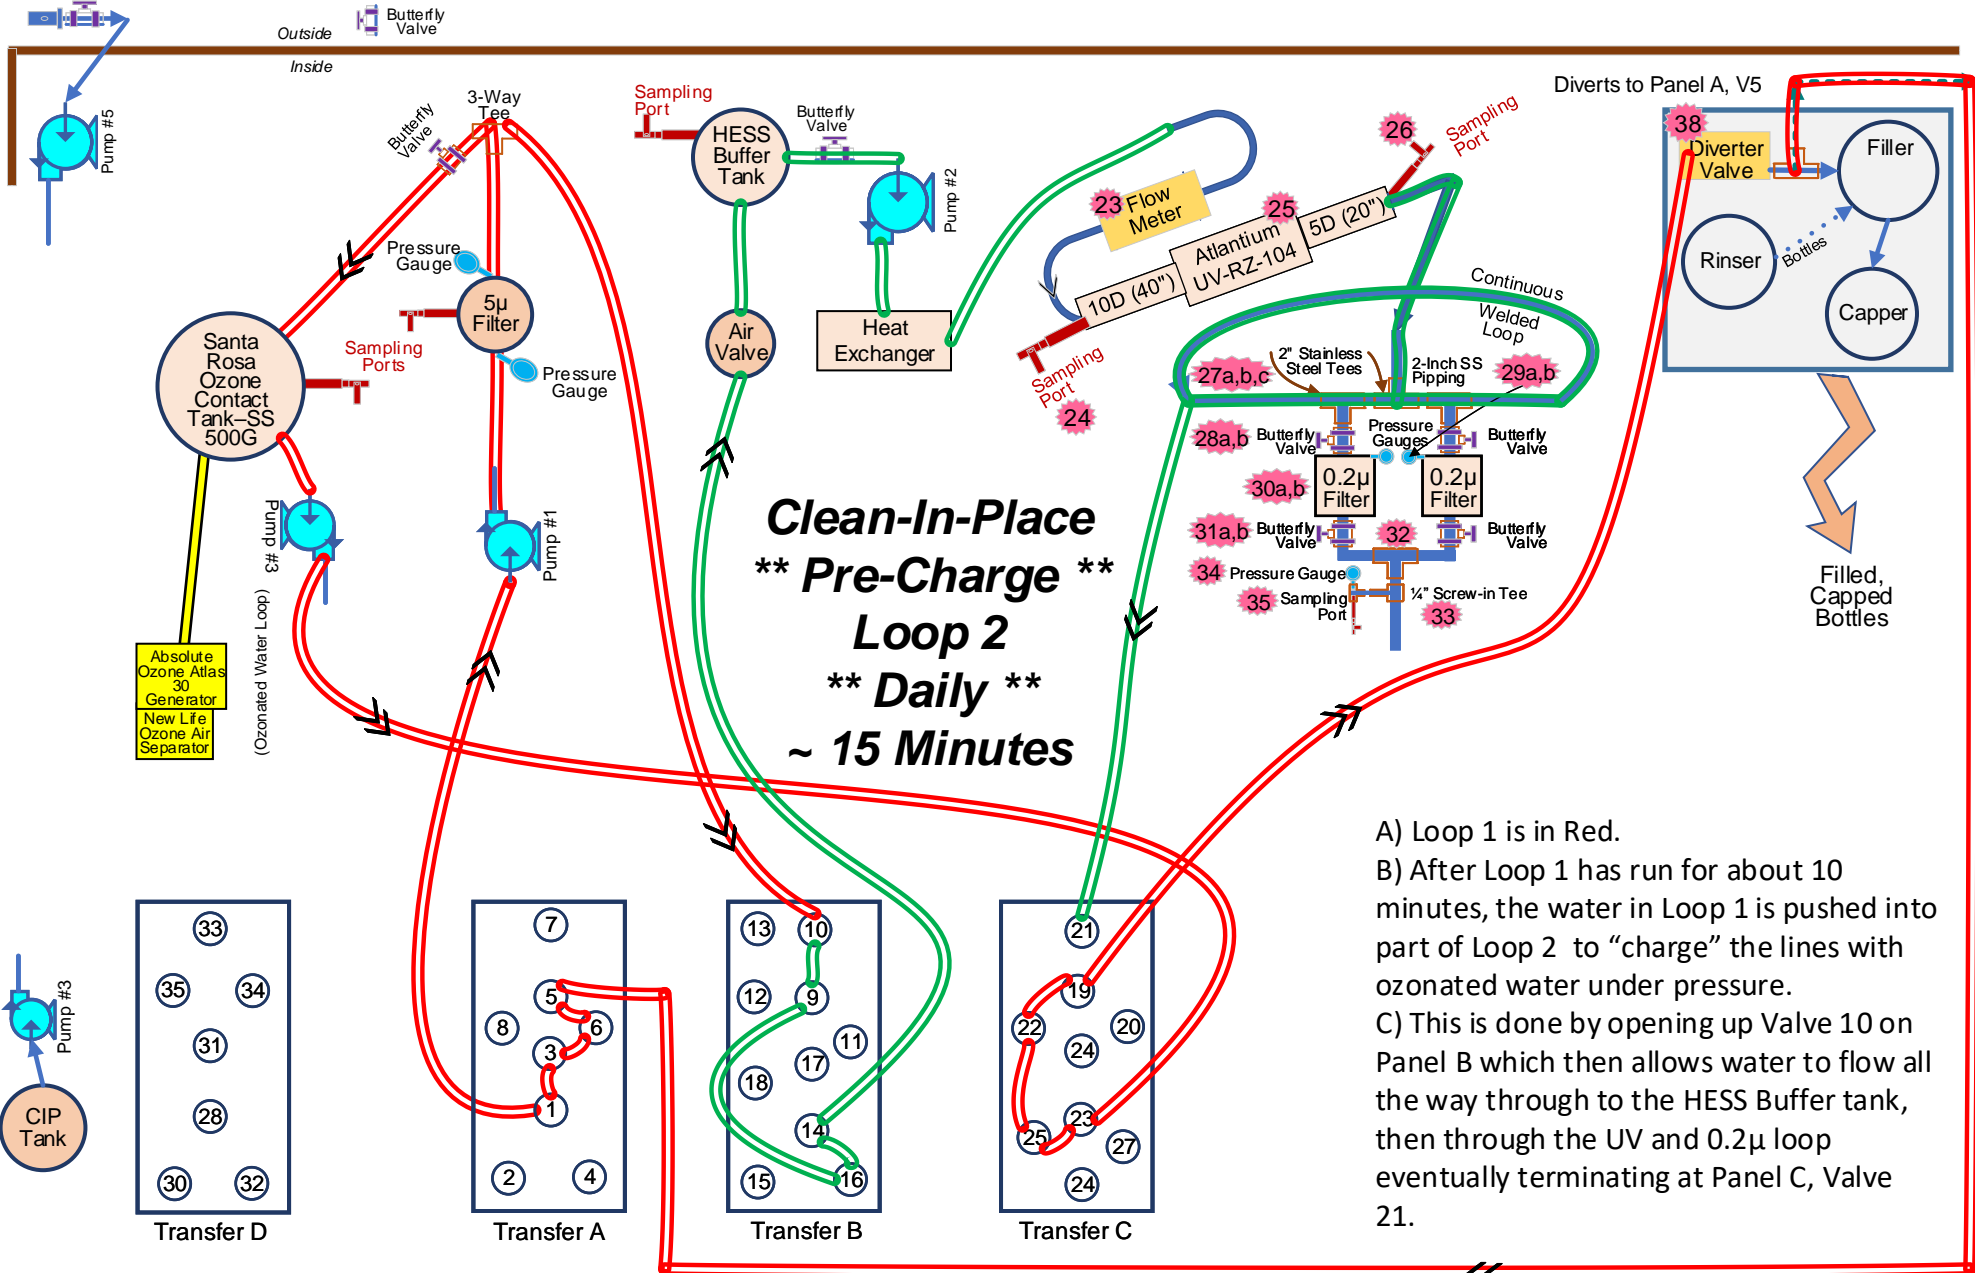 Outside
Inside
Butterfly
Valve
Pump #5
Butterfly
Valve
3-Way
Tee
Sampling
Port
HESS
Buffer
Tank
Butterfly
Valve
Pump #2
Pressure
Gauge
5µ
Filter
Sampling
Ports
Pressure
Gauge
Santa
Rosa
Ozone
Contact
Tank–SS
500G
Air
Valve
Heat
Exchanger
23
Flow
Meter
25
Atlantium
UV-RZ-104
5D (20")
10D (40")
26
Sampling
Port
Sampling
Port
24
Continuous
Welded
Loop
2" Stainless
Steel Tees
2-Inch SS
Pipping
27a,b,c
29a,b
28a,b
Butterfly
Valve
Pressure
Gauges
Butterfly
Valve
30a,b
0.2µ
Filter
0.2µ
Filter
31a,b
Butterfly
Valve
32
Butterfly
Valve
34
Pressure Gauge
35
Sampling
Port
¼" Screw-in Tee
33
Diverts to Panel A, V5
38
Diverter
Valve
Filler
Rinser
Bottles
Capper
Filled,
Capped
Bottles
Pump #3
(Ozonated Water Loop)
Pump #1
Absolute
Ozone Atlas
30
Generator
New Life
Ozone Air
Separator
Clean-In-Place
** Pre-Charge **
Loop 2
** Daily **
~ 15 Minutes
A) Loop 1 is in Red.
B) After Loop 1 has run for about 10
minutes, the water in Loop 1 is pushed into
part of Loop 2 to “charge” the lines with
ozonated water under pressure.
C) This is done by opening up Valve 10 on
Panel B which then allows water to flow all
the way through to the HESS Buffer tank,
then through the UV and 0.2µ loop
eventually terminating at Panel C, Valve
21.
Pump #3
CIP
Tank
33
35
34
31
28
30
32
Transfer D
7
5
8
6
3
1
2
4
Transfer A
13
10
12
9
11
17
18
14
15
16
Transfer B
21
19
22
20
24
23
25
27
24
Transfer C